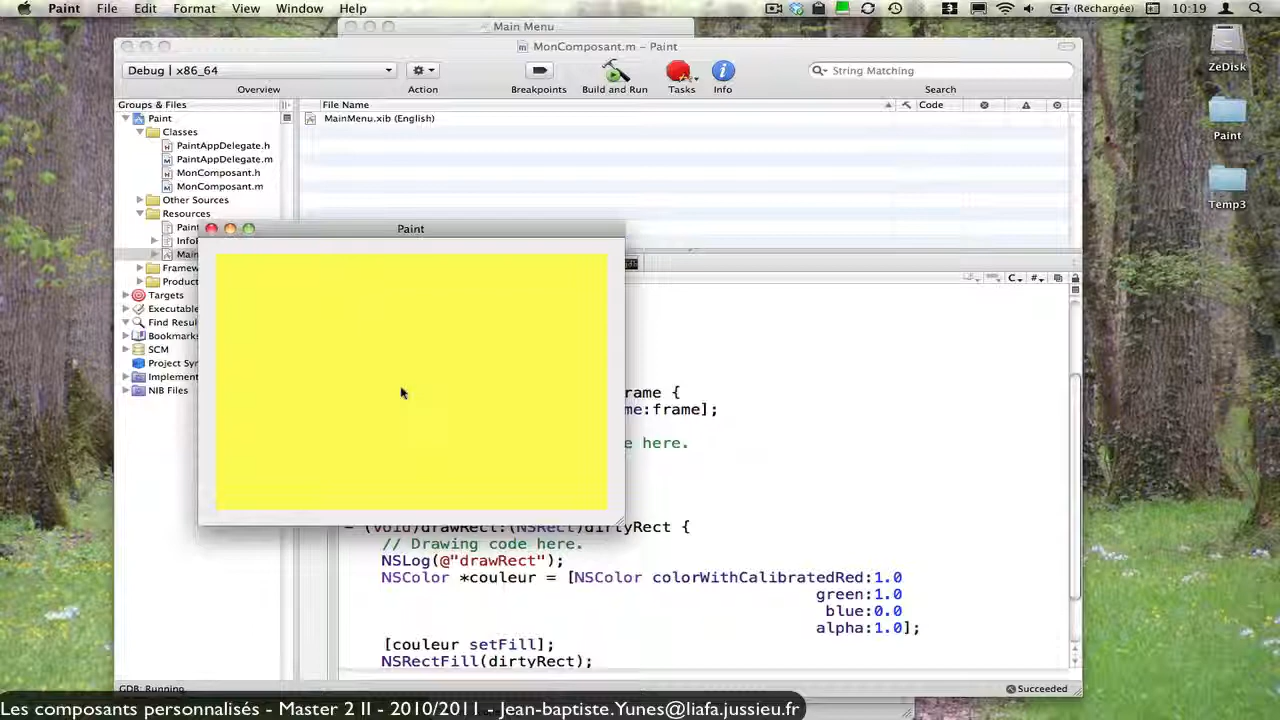 Paint File Edit Format View Window Help (Rechargée) 10:19
Main Menu
MonComposant.m – Paint
Debug | x86_64
String Matching
Overview Action Breakpoints Build and Run Tasks Info Search
Groups & Files
File Name Code
MainMenu.xib (English)
Paint
Classes
PaintAppDelegate.h
PaintAppDelegate.m
MonComposant.h
MonComposant.m
Other Sources
Resources
Targets
SCM
NIB Files
Paint
rame {
me:frame];
e here.
- (void)drawRect:(NSRect)dirtyRect {
// Drawing code here.
NSLog(@"drawRect");
NSColor *couleur = [NSColor colorWithCalibratedRed:1.0
green:1.0
blue:0.0
alpha:1.0];
[couleur setFill];
NSRectFill(dirtyRect);
GDB: Running
Succeeded
ZeDisk
Paint
Temp3
Les composants personnalisés - Master 2 II - 2010/2011 - Jean-baptiste.Yunes@liafa.jussieu.fr